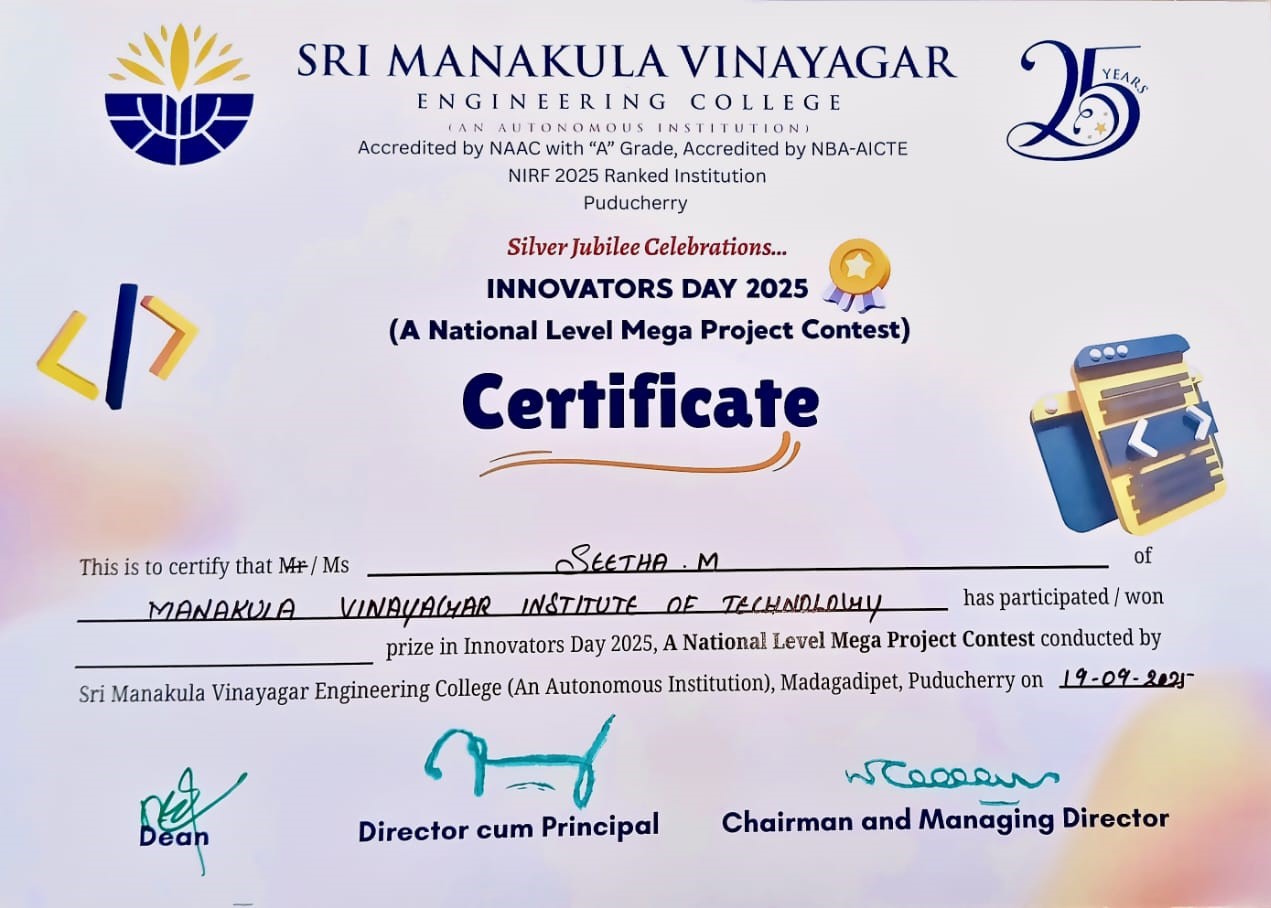 SRI MANAKULA VINAYAGAR
ENGINEERING COLLEGE
(AN AUTONOMOUS INSTITUTION)
Accredited by NAAC with “A” Grade, Accredited by NBA-AICTE
NIRF 2025 Ranked Institution
Puducherry
25 YEARS
Silver Jubilee Celebrations...
INNOVATORS DAY 2025
(A National Level Mega Project Contest)
Certificate
This is to certify that Mr / Ms SEETHA . M of
MANAKULA VINAYAGAR INSTITUTE OF TECHNOLOGY has participated / won
prize in Innovators Day 2025, A National Level Mega Project Contest conducted by
Sri Manakula Vinayagar Engineering College (An Autonomous Institution), Madagadipet, Puducherry on 19-09-2025
Dean
Director cum Principal
Chairman and Managing Director